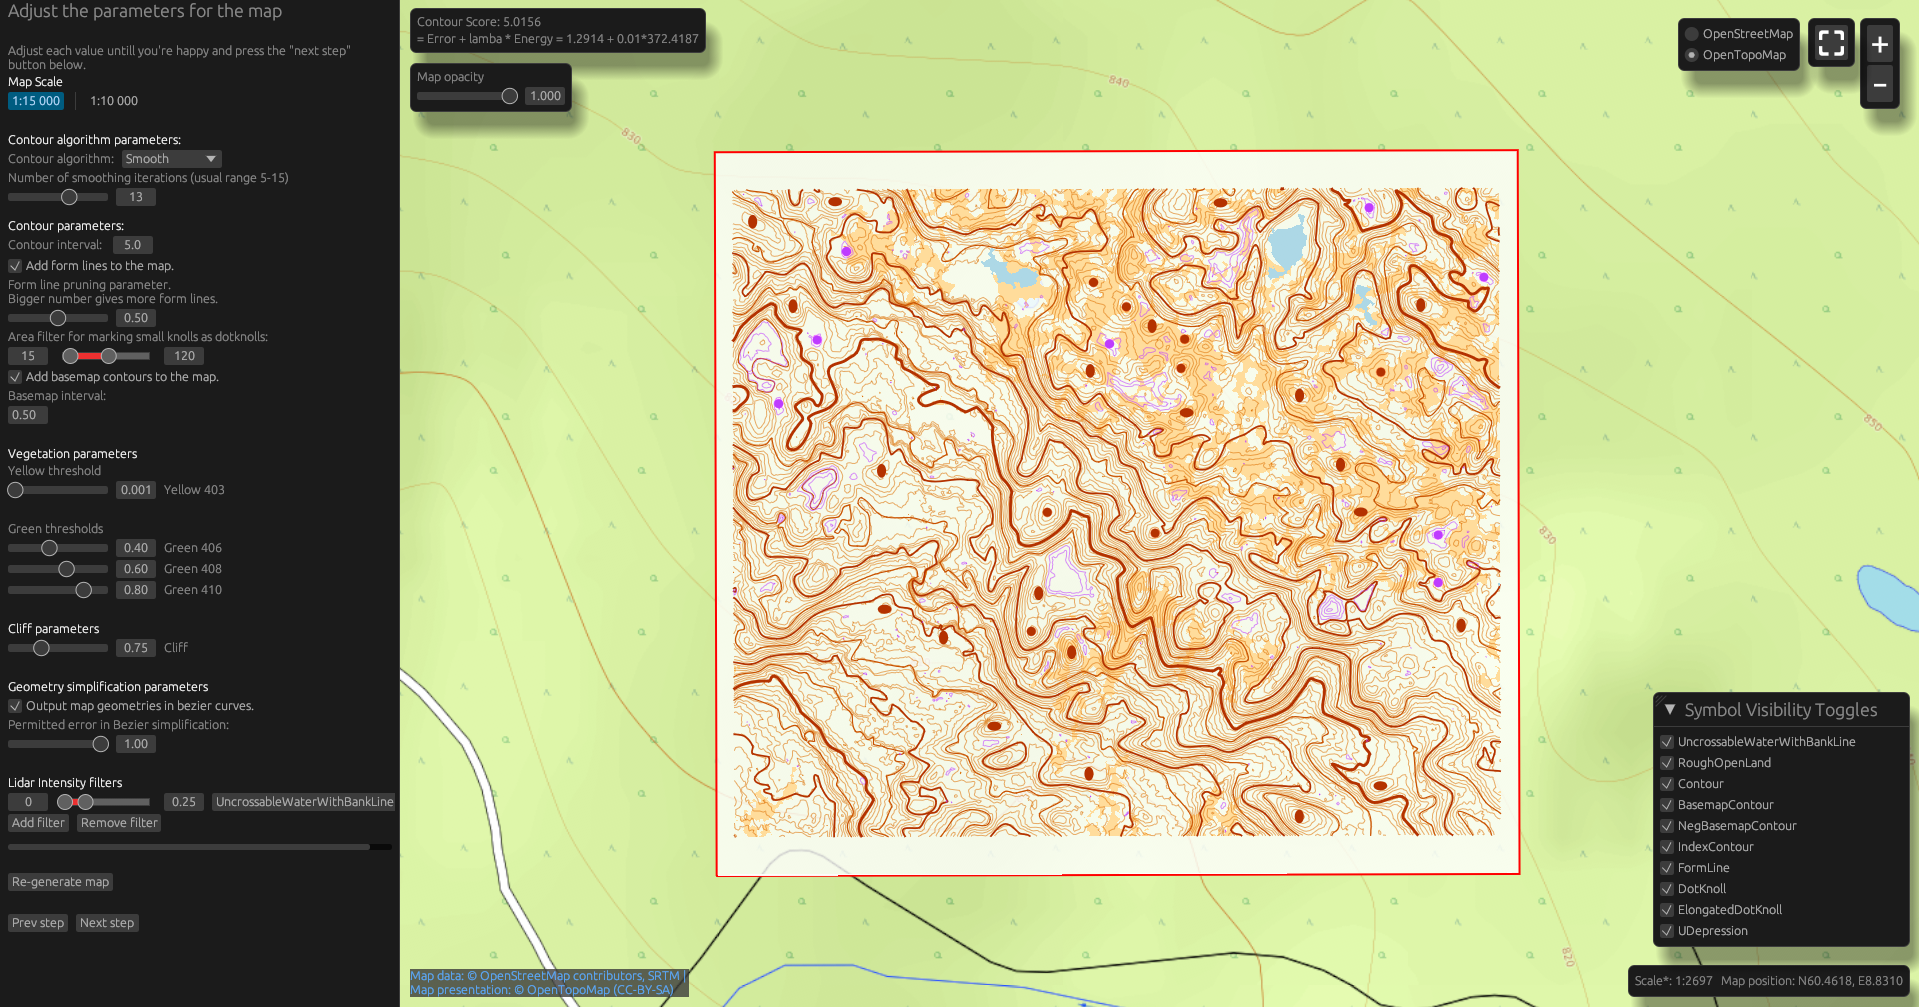 Adjust the parameters for the map
Adjust each value untill you're happy and press the "next step"
button below.
Map Scale
1:15 000
1:10 000
Contour algorithm parameters:
Contour algorithm: Smooth
Number of smoothing iterations (usual range 5-15)
13
Contour parameters:
Contour interval: 5.0
Add form lines to the map.
Form line pruning parameter.
Bigger number gives more form lines.
0.50
Area filter for marking small knolls as dotknolls:
15 120
Add basemap contours to the map.
Basemap interval:
0.50
Vegetation parameters
Yellow threshold
0.001 Yellow 403
Green thresholds
0.40 Green 406
0.60 Green 408
0.80 Green 410
Cliff parameters
0.75 Cliff
Geometry simplification parameters
Output map geometries in bezier curves.
Permitted error in Bezier simplification:
1.00
Lidar Intensity filters
0 0.25 UncrossableWaterWithBankLine
Add filter Remove filter
Re-generate map
Prev step Next step
Contour Score: 5.0156
= Error + lamba * Energy = 1.2914 + 0.01*372.4187
Map opacity
1.000
OpenStreetMap
OpenTopoMap
+
−
840
830
850
830
820
Symbol Visibility Toggles
UncrossableWaterWithBankLine
RoughOpenLand
Contour
BasemapContour
NegBasemapContour
IndexContour
FormLine
DotKnoll
ElongatedDotKnoll
UDepression
Map data: © OpenStreetMap contributors, SRTM |
Map presentation: © OpenTopoMap (CC-BY-SA)
Scale*: 1:2697 Map position: N60.4618, E8.8310